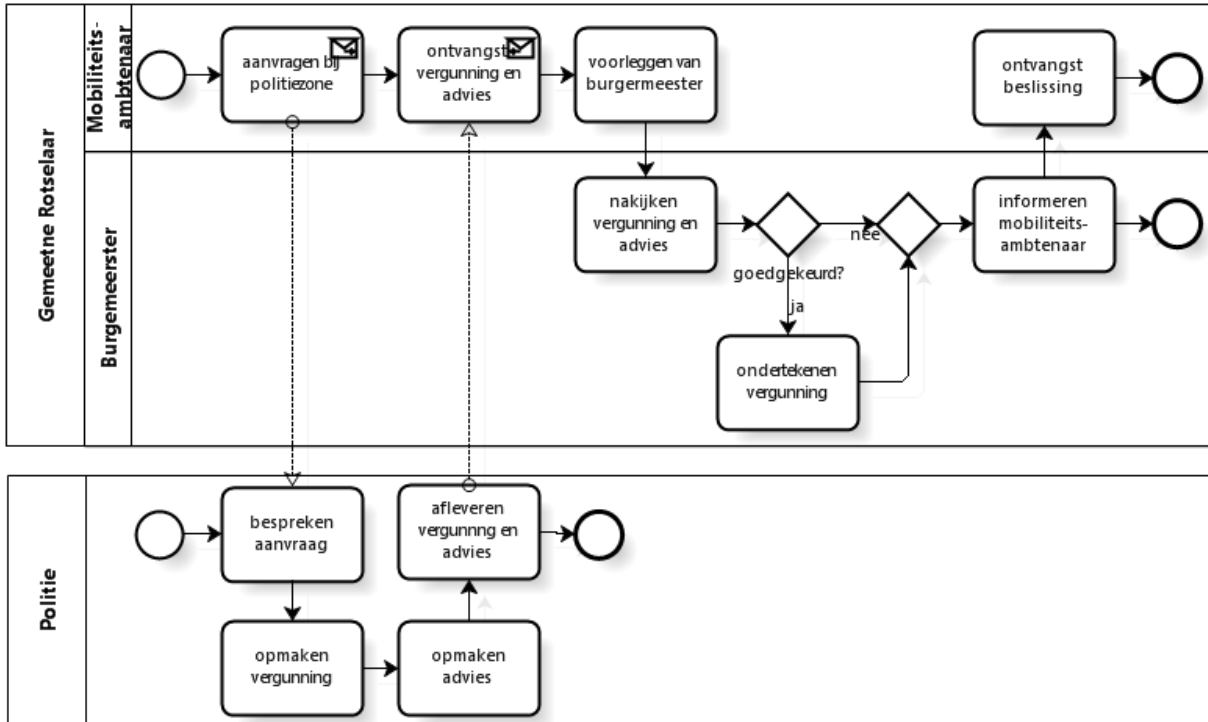 Gemeetne Rotselaar
Mobiliteits-
ambtenaar
aanvragen bij
politiezone
ontvangst
vergunning en
advies
voorleggen van
burgermeester
ontvangst
beslissing
Burgemeerster
nakijken
vergunning en
advies
goedgekeurd?
nee
ja
ondertekenen
vergunning
informeren
mobiliteits-
ambtenaar
Politie
bespreken
aanvraag
opmaken
vergunning
opmaken
advies
afleveren
vergunnng en
advies